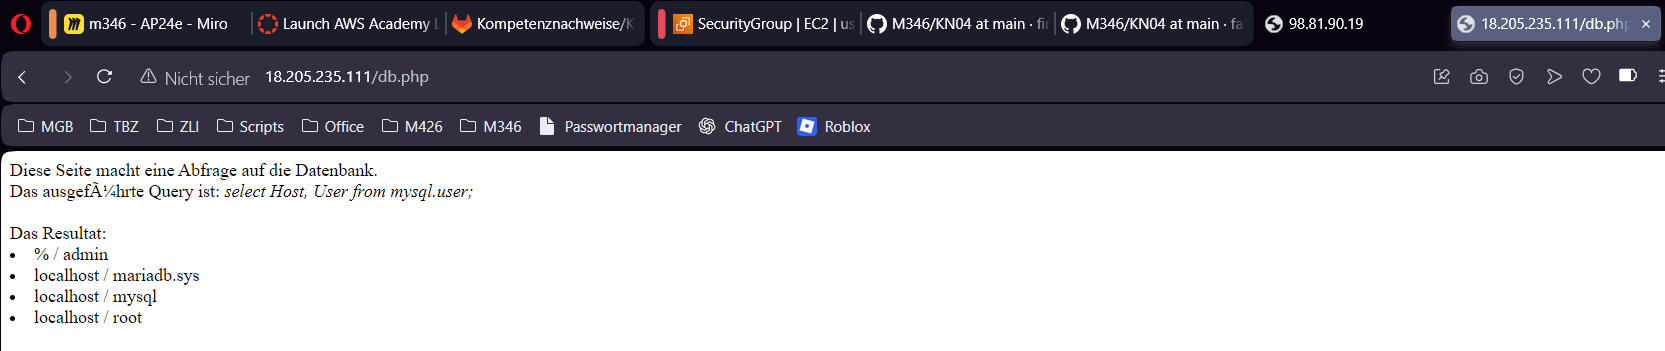 m346 - AP24e - Miro
Launch AWS Academy L
Kompetenznachweise/K
SecurityGroup | EC2 | us
M346/KN04 at main · fir
M346/KN04 at main · fa
98.81.90.19
18.205.235.111/db.php
Nicht sicher 18.205.235.111/db.php
MGB TBZ ZLI Scripts Office M426 M346 Passwortmanager ChatGPT Roblox
Diese Seite macht eine Abfrage auf die Datenbank.
Das ausgefÃ¼hrte Query ist: select Host, User from mysql.user;
Das Resultat:
• % / admin
• localhost / mariadb.sys
• localhost / mysql
• localhost / root